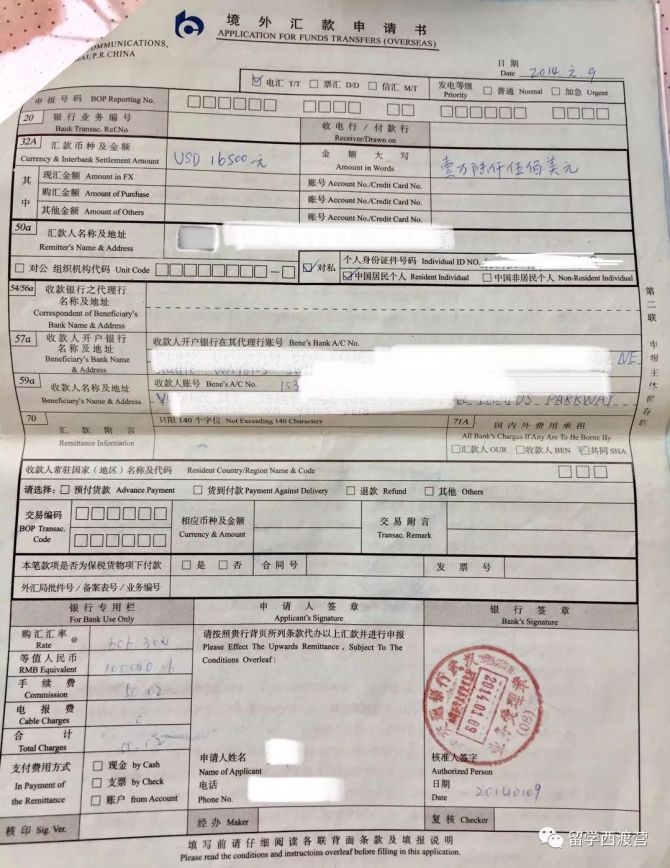 境外汇款申请书
COMMUNICATIONS,
APPLICATION FOR FUNDS TRANSFERS (OVERSEAS)
P.R.CHINA
日期
Date 2014.元.9
电汇 T/T 票汇 D/D 信汇 M/T 发电等级 Priority 普通 Normal 加急 Urgent
申报号码 BOP Reporting No.
20 银行业务编号 Bank Transac. Ref.No 收电行/付款行 Receiver/Drawn on
32A 汇款币种及金额 Currency & Interbank Settlement Amount USD 16500元 金额大写 Amount in Words 壹万陆仟伍佰美元
其中 现汇金额 Amount in FX 账号 Account No./Credit Card No.
购汇金额 Amount of Purchase 账号 Account No./Credit Card No.
其他金额 Amount of Others 账号 Account No./Credit Card No.
50a 汇款人名称及地址 Remitter's Name & Address
对公 组织机构代码 Unit Code 对私 个人身份证件号码 Individual ID NO.
中国居民个人 Resident Individual 中国非居民个人 Non-Resident Individual
54/56a 收款银行之代理行名称及地址 Correspondent of Beneficiary's Bank Name & Address
57a 收款人开户银行名称及地址 Beneficiary's Bank Name & Address 收款人开户银行在其代理行账号 Bene's Bank A/C No.
NE
59a 收款人名称及地址 Beneficiary's Name & Address 收款人账号 Bene's A/C No. 153
PARKWAY
70 汇款附言 Remittance Information 只限140个字位 Not Exceeding 140 Characters 71A 国内外费用承担
All Bank's Charges If Any Are To Be Borne By
汇款人 OUR 收款人 BEN 共同 SHA
第二联 申报主体留存联
收款人常驻国家(地区)名称及代码 Resident Country/Region Name & Code
请选择: 预付货款 Advance Payment 货到付款 Payment Against Delivery 退款 Refund 其他 Others
交易编码 BOP Transac. Code 相应币种及金额 Currency & Amount 交易附言 Transac. Remark
本笔款项是否为保税货物项下付款 是 否 合同号 发票号
外汇局批件号/备案表号/业务编号
银行专用栏 For Bank Use Only 申请人签章 Applicant's Signature 银行签章 Bank's Signature
购汇汇率 Rate @
等值人民币 RMB Equivalent
手续费 Commission
电报费 Cable Charges 0
合计 Total Charges
请按照贵行背页所列条款代办以上汇款并进行申报
Please Effect The Upwards Remittance, Subject To The
Conditions Overleaf:
2014.01.09
(08)
支付费用方式 In Payment of the Remittance 现金 by Cash 支票 by Check 账户 from Account
申请人姓名 Name of Applicant
电话 Phone No.
核准人签字 Authorized Person
日期 Date 20140109
核印 Sig. Ver. 经办 Maker 复核 Checker
填写前请仔细阅读各联背面条款及填报说明
Please read the conditions and instructoins overleaf before filling in this application.
留学西渡营